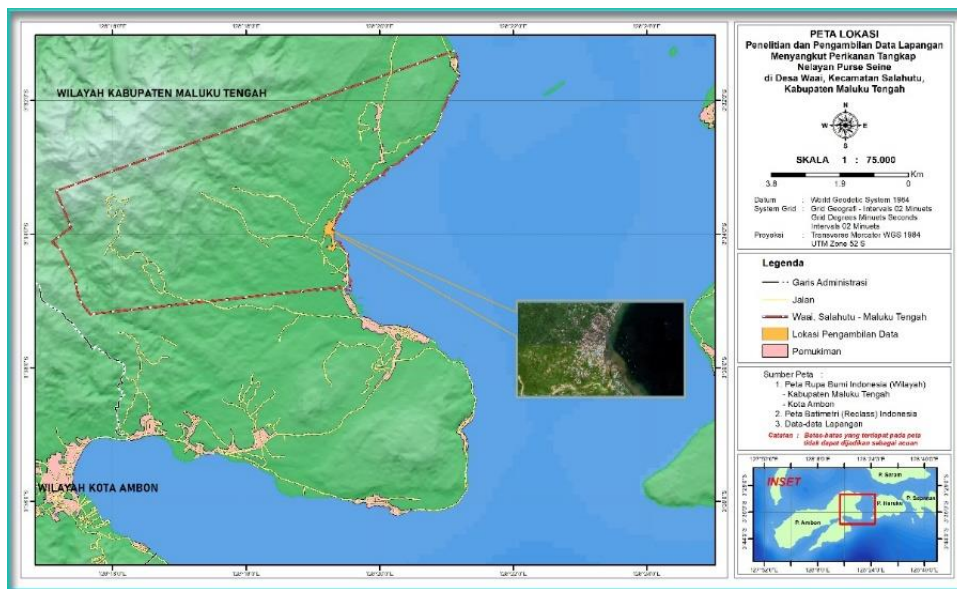 PETA LOKASI
Penelitian dan Pengambilan Data Lapangan
Menyangkut Perikanan Tangkap
Nelayan Purse Seine
di Desa Waai, Kecamatan Salahutu,
Kabupaten Maluku Tengah
N
W E
S
SKALA 1 : 75.000
Km
3.8 1.9 0
Datum : World Geodetic System 1984
System Grid : Grid Geografi - Intervals 02 Minuets
Grid Degrees Minuets Seconds
Intervals 02 Minuets
Proyeksi : Transverse Mercator WGS 1984
UTM Zone 52 S
Legenda
Garis Administrasi
Jalan
Waai, Salahutu - Maluku Tengah
Lokasi Pengambilan Data
Pemukiman
Sumber Peta :
1. Peta Rupa Bumi Indonesia (Wilayah)
- Kabupaten Maluku Tengah
- Kota Ambon
2. Peta Batimetri (Reclass) Indonesia
3. Data-data Lapangan
Catatan : Batas-batas yang terdapat pada peta
tidak dapat dijadikan sebagai acuan
INSET
P. Seram
P. Haruku
P. Ambon
WILAYAH KABUPATEN MALUKU TENGAH
WILAYAH KOTA AMBON